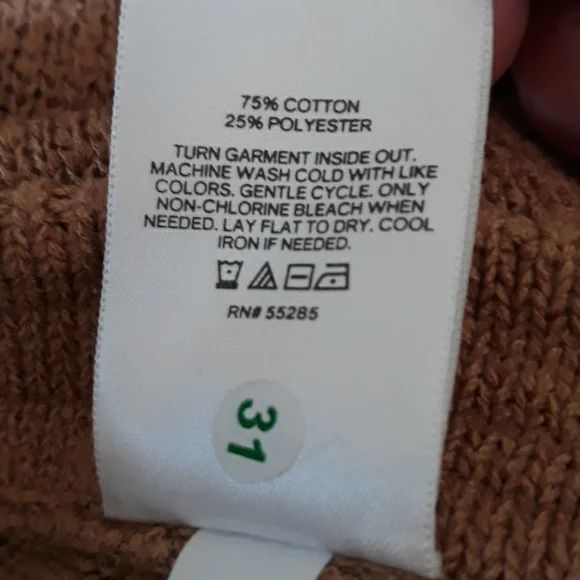 75% COTTON
25% POLYESTER
TURN GARMENT INSIDE OUT.
MACHINE WASH COLD WITH LIKE
COLORS. GENTLE CYCLE. ONLY
NON-CHLORINE BLEACH WHEN
NEEDED. LAY FLAT TO DRY. COOL
IRON IF NEEDED.
RN# 55285
31